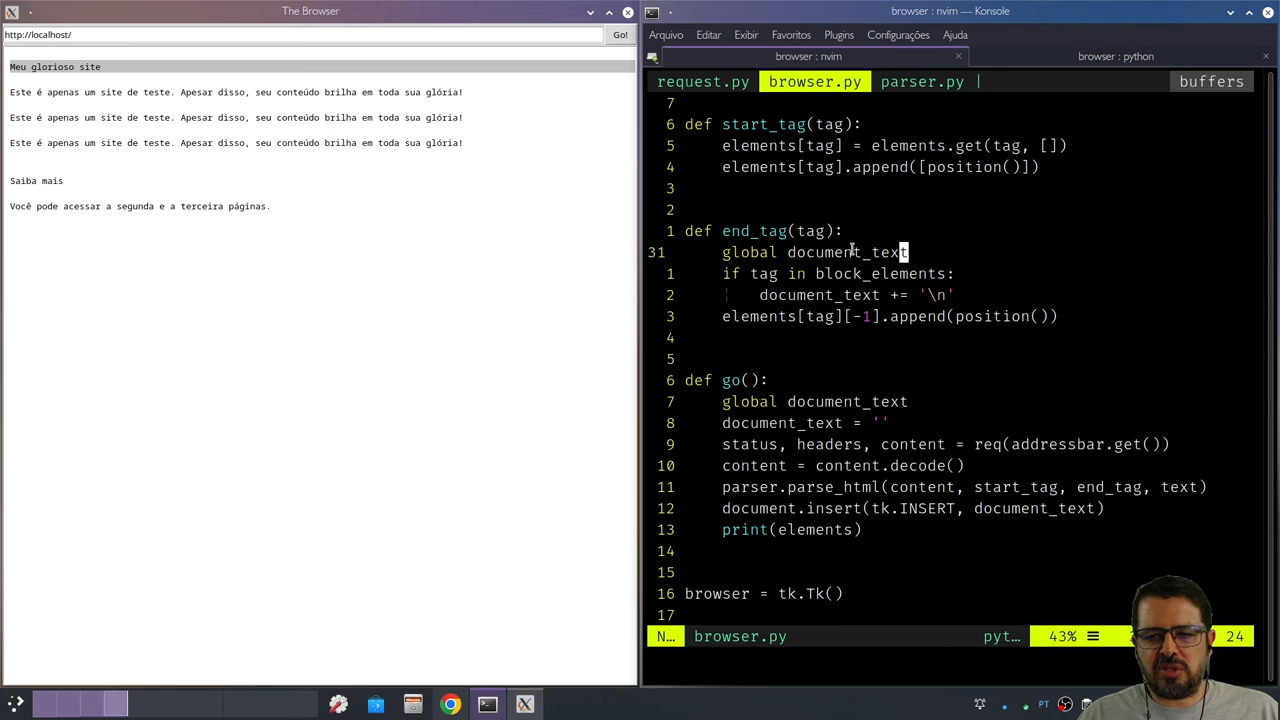 The Browser
http://localhost/
Go!
Meu glorioso site
Este é apenas um site de teste. Apesar disso, seu conteúdo brilha em toda sua glória!
Este é apenas um site de teste. Apesar disso, seu conteúdo brilha em toda sua glória!
Este é apenas um site de teste. Apesar disso, seu conteúdo brilha em toda sua glória!
Saiba mais
Você pode acessar a segunda e a terceira páginas.
browser : nvim — Konsole
Arquivo Editar Exibir Favoritos Plugins Configurações Ajuda
browser : nvim
browser : python
request.py browser.py parser.py | buffers
7
6 def start_tag(tag):
5 elements[tag] = elements.get(tag, [])
4 elements[tag].append([position()])
3
2
1 def end_tag(tag):
31 global document_text
1 if tag in block_elements:
2 document_text += '\n'
3 elements[tag][-1].append(position())
4
5
6 def go():
7 global document_text
8 document_text = ''
9 status, headers, content = req(addressbar.get())
10 content = content.decode()
11 parser.parse_html(content, start_tag, end_tag, text)
12 document.insert(tk.INSERT, document_text)
13 print(elements)
14
15
16 browser = tk.Tk()
17
N… browser.py pyt… 43% 24
PT